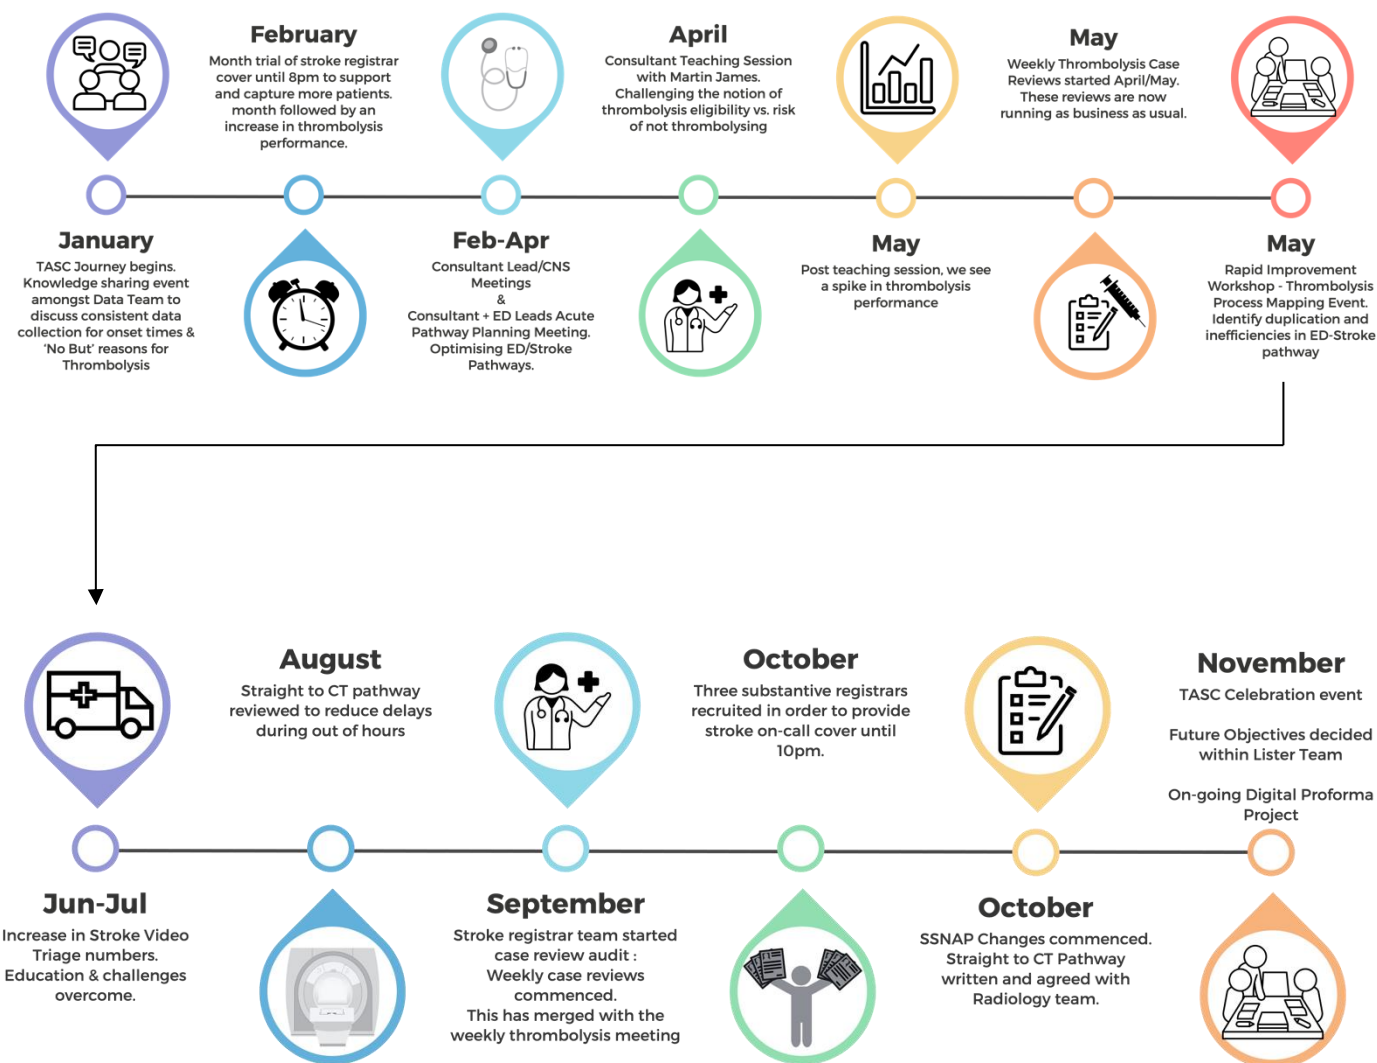 January
TASC Journey begins.
Knowledge sharing event
amongst Data Team to
discuss consistent data
collection for onset times &
'No But' reasons for
Thrombolysis
February
Month trial of stroke registrar
cover until 8pm to support
and capture more patients.
month followed by an
increase in thrombolysis
performance.
Feb-Apr
Consultant Lead/CNS
Meetings
&
Consultant + ED Leads Acute
Pathway Planning Meeting.
Optimising ED/Stroke
Pathways.
April
Consultant Teaching Session
with Martin James.
Challenging the notion of
thrombolysis eligibility vs. risk
of not thrombolysing
May
Post teaching session, we see
a spike in thrombolysis
performance
May
Weekly Thrombolysis Case
Reviews started April/May.
These reviews are now
running as business as usual.
May
Rapid Improvement
Workshop - Thrombolysis
Process Mapping Event.
Identify duplication and
inefficiencies in ED-Stroke
pathway
Jun-Jul
Increase in Stroke Video
Triage numbers.
Education & challenges
overcome.
August
Straight to CT pathway
reviewed to reduce delays
during out of hours
September
Stroke registrar team started
case review audit :
Weekly case reviews
commenced.
This has merged with the
weekly thrombolysis meeting
October
Three substantive registrars
recruited in order to provide
stroke on-call cover until
10pm.
October
SSNAP Changes commenced.
Straight to CT Pathway
written and agreed with
Radiology team.
November
TASC Celebration event
Future Objectives decided
within Lister Team
On-going Digital Proforma
Project